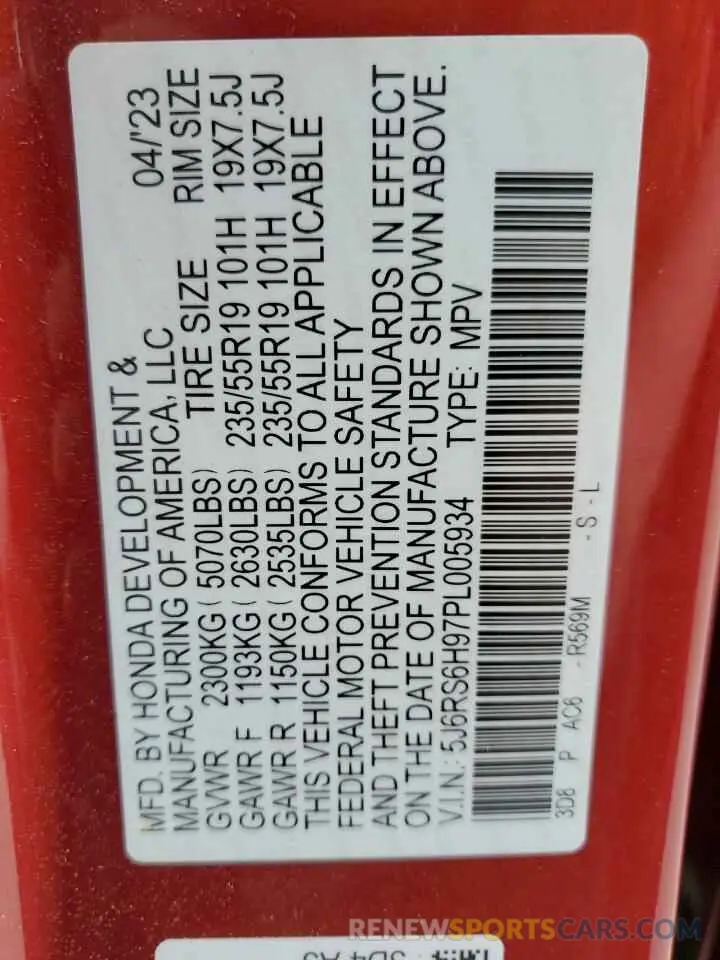 MFD. BY HONDA DEVELOPMENT & 04/'23
MANUFACTURING OF AMERICA, LLC
TIRE SIZE RIM SIZE
GVWR 2300KG ( 5070LBS)
GAWR F 1193KG ( 2630LBS) 235/55R19 101H 19X7.5J
GAWR R 1150KG ( 2535LBS) 235/55R19 101H 19X7.5J
THIS VEHICLE CONFORMS TO ALL APPLICABLE
FEDERAL MOTOR VEHICLE SAFETY
AND THEFT PREVENTION STANDARDS IN EFFECT
ON THE DATE OF MANUFACTURE SHOWN ABOVE.
V.I.N.: 5J6RS6H97PL005934 TYPE: MPV
3D8 P AC6 -R569M -S - L
RENEWSPORTSCARS.COM